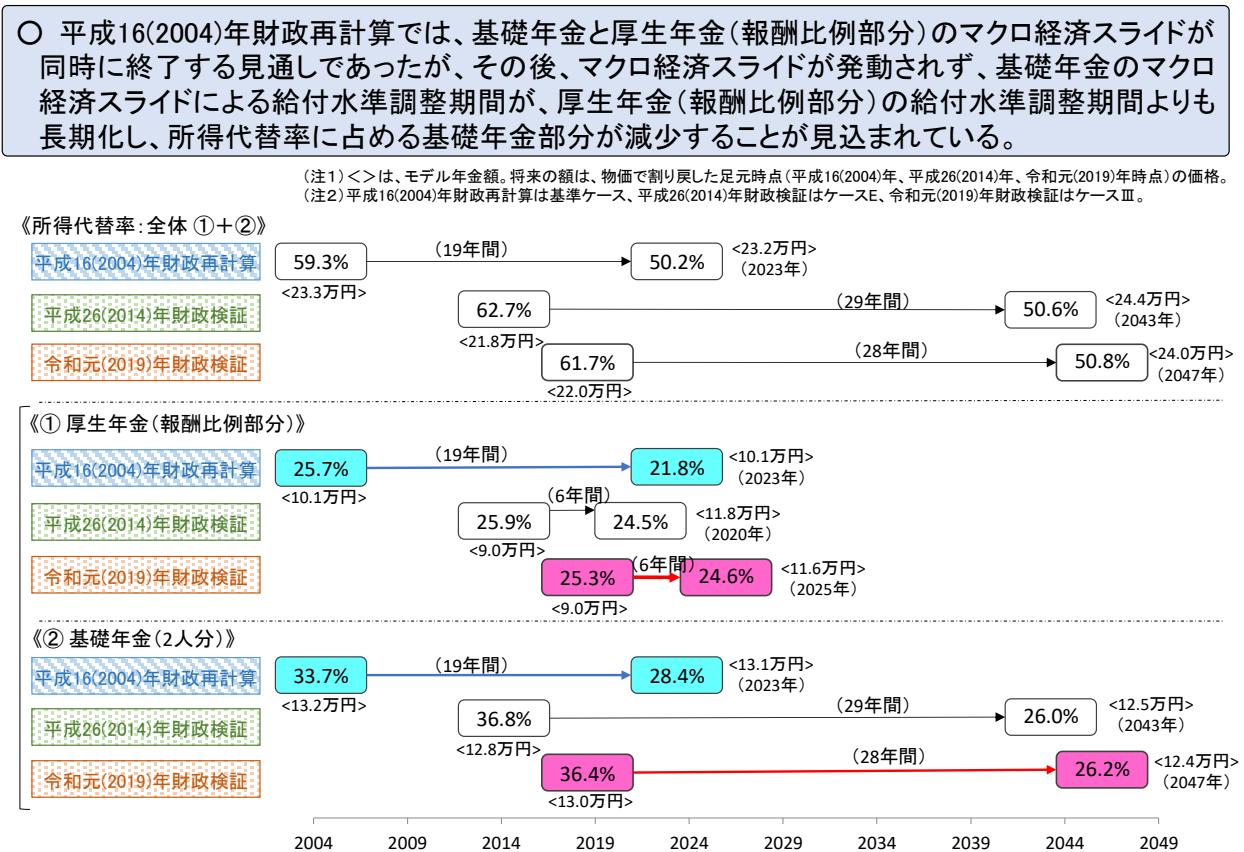 ○ 平成16(2004)年財政再計算では、基礎年金と厚生年金(報酬比例部分)のマクロ経済スライドが
同時に終了する見通しであったが、その後、マクロ経済スライドが発動されず、基礎年金のマクロ
経済スライドによる給付水準調整期間が、厚生年金(報酬比例部分)の給付水準調整期間よりも
長期化し、所得代替率に占める基礎年金部分が減少することが見込まれている。
(注1)<>は、モデル年金額。将来の額は、物価で割り戻した足元時点(平成16(2004)年、平成26(2014)年、令和元(2019)年時点)の価格。
(注2)平成16(2004)年財政再計算は基準ケース、平成26(2014)年財政検証はケースE、令和元(2019)年財政検証はケースⅢ。
《所得代替率:全体 ①+②》
平成16(2004)年財政再計算 59.3% (19年間) 50.2% <23.2万円>
<23.3万円> (2023年)
平成26(2014)年財政検証 62.7% (29年間) 50.6% <24.4万円>
<21.8万円> (2043年)
令和元(2019)年財政検証 61.7% (28年間) 50.8% <24.0万円>
<22.0万円> (2047年)
《① 厚生年金(報酬比例部分)》
平成16(2004)年財政再計算 25.7% (19年間) 21.8% <10.1万円>
<10.1万円> (2023年)
平成26(2014)年財政検証 25.9% (6年間) 24.5% <11.8万円>
<9.0万円> (2020年)
令和元(2019)年財政検証 25.3% (6年間) 24.6% <11.6万円>
<9.0万円> (2025年)
《② 基礎年金(2人分)》
平成16(2004)年財政再計算 33.7% (19年間) 28.4% <13.1万円>
<13.2万円> (2023年)
平成26(2014)年財政検証 36.8% (29年間) 26.0% <12.5万円>
<12.8万円> (2043年)
令和元(2019)年財政検証 36.4% (28年間) 26.2% <12.4万円>
<13.0万円> (2047年)
2004 2009 2014 2019 2024 2029 2034 2039 2044 2049